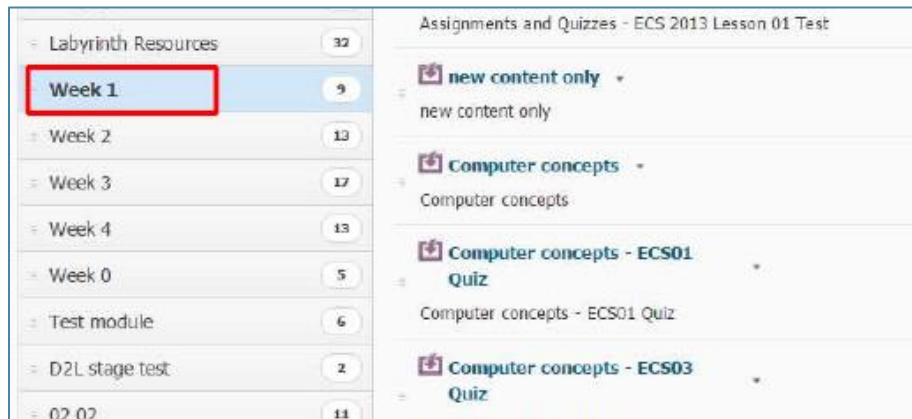 Labyrinth Resources 32
Week 1 9
Week 2 13
Week 3 17
Week 4 13
Week 0 5
Test module 6
D2L stage test 2
02 02 11
Assignments and Quizzes - ECS 2013 Lesson 01 Test
new content only
new content only
Computer concepts
Computer concepts
Computer concepts - ECS01
Quiz
Computer concepts - ECS01 Quiz
Computer concepts - ECS03
Quiz